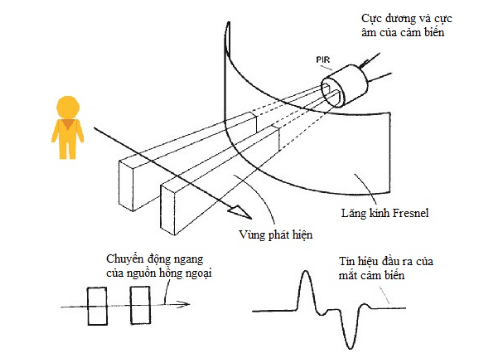 Cực dương và cực
âm của cảm biến
PIR
Lăng kính Fresnel
Vùng phát hiện
Chuyển động ngang
của nguồn hồng ngoại
Tín hiệu đầu ra của
mắt cảm biến